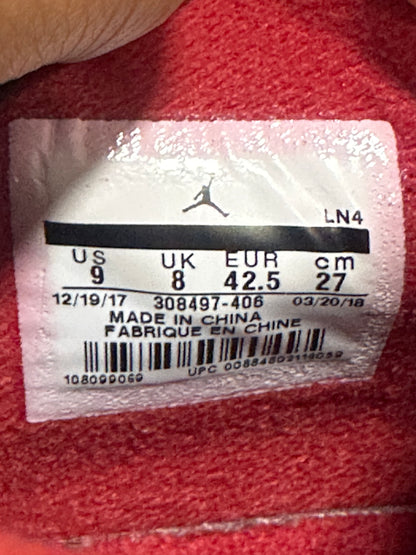 LN4
US UK EUR cm
9 8 42.5 27
12/19/17 308497-406 03/20/18
MADE IN CHINA
FABRIQUE EN CHINE
108099069
UPC